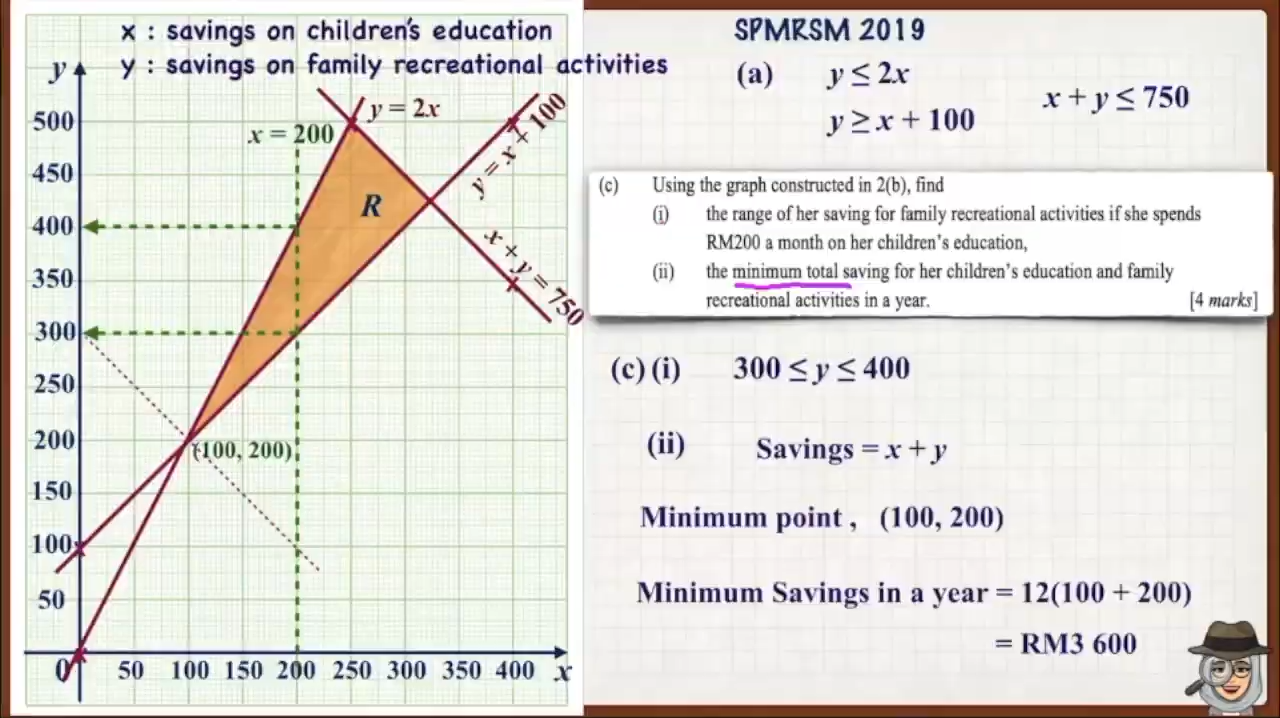 x : savings on children's education
y : savings on family recreational activities
y
500
450
400
350
300
250
200
150
100
50
0
50 100 150 200 250 300 350 400 x
x = 200
y = 2x
y = x + 100
x + y = 750
R
(100, 200)
SPMRSM 2019
(a) y ≤ 2x
x + y ≤ 750
y ≥ x + 100
(c) Using the graph constructed in 2(b), find
(i) the range of her saving for family recreational activities if she spends
RM200 a month on her children's education,
(ii) the minimum total saving for her children's education and family
recreational activities in a year. [4 marks]
(c) (i) 300 ≤ y ≤ 400
(ii) Savings = x + y
Minimum point , (100, 200)
Minimum Savings in a year = 12(100 + 200)
= RM3 600